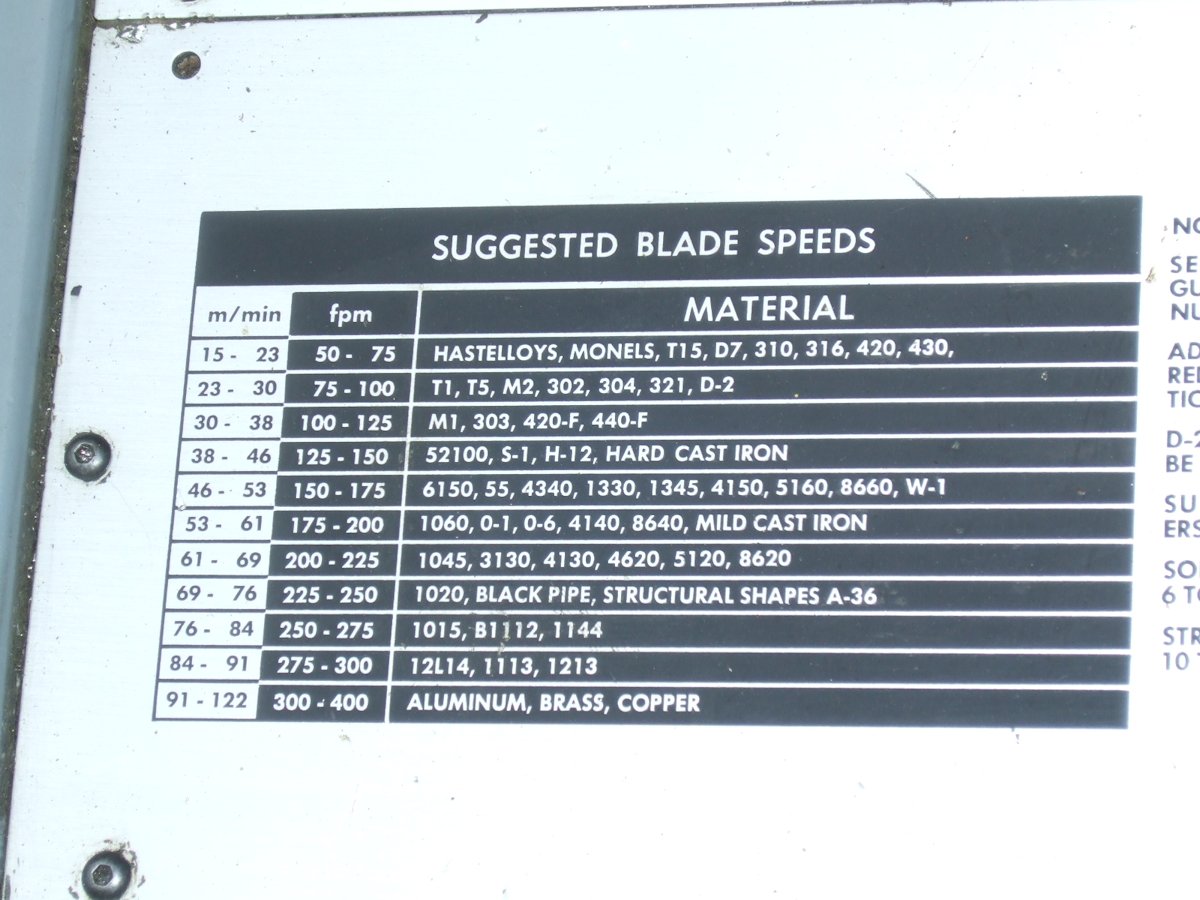 SUGGESTED BLADE SPEEDS
m/min fpm MATERIAL
15 - 23 50 - 75 HASTELLOYS, MONELS, T15, D7, 310, 316, 420, 430,
23 - 30 75 - 100 T1, T5, M2, 302, 304, 321, D-2
30 - 38 100 - 125 M1, 303, 420-F, 440-F
38 - 46 125 - 150 52100, S-1, H-12, HARD CAST IRON
46 - 53 150 - 175 6150, 55, 4340, 1330, 1345, 4150, 5160, 8660, W-1
53 - 61 175 - 200 1060, 0-1, 0-6, 4140, 8640, MILD CAST IRON
61 - 69 200 - 225 1045, 3130, 4130, 4620, 5120, 8620
69 - 76 225 - 250 1020, BLACK PIPE, STRUCTURAL SHAPES A-36
76 - 84 250 - 275 1015, B1112, 1144
84 - 91 275 - 300 12L14, 1113, 1213
91 - 122 300 - 400 ALUMINUM, BRASS, COPPER
BE
10